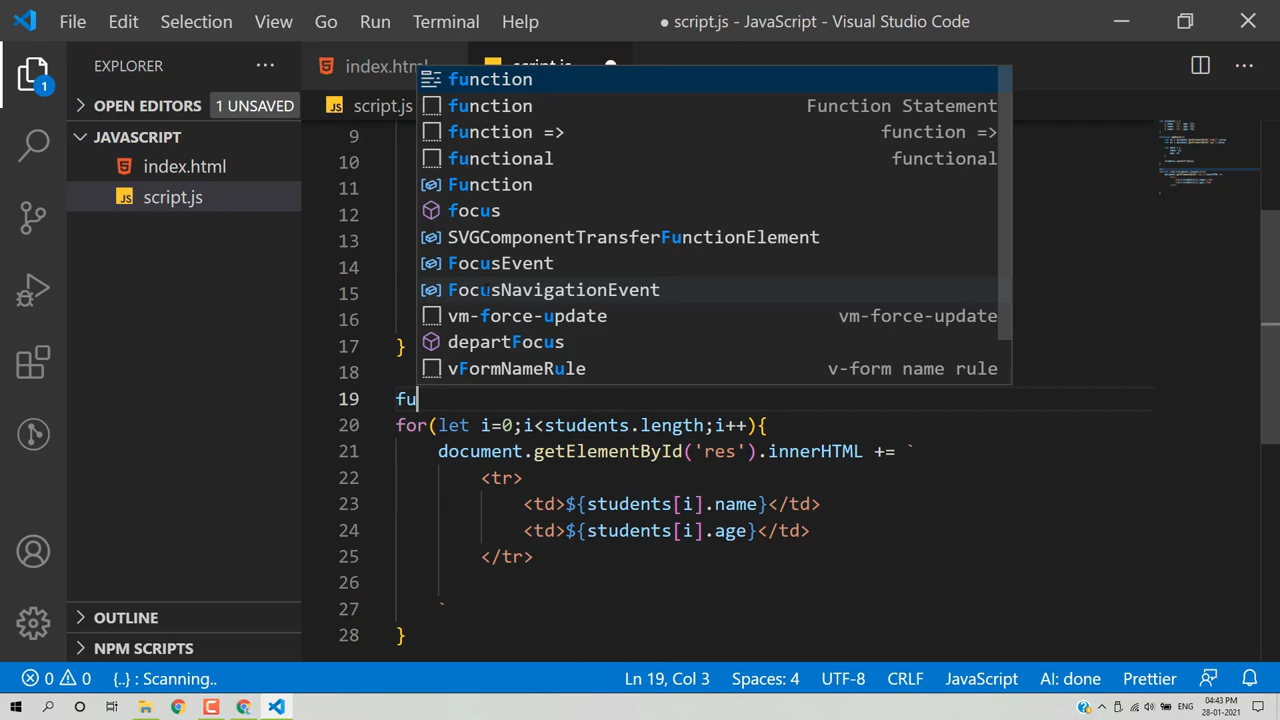 File Edit Selection View Go Run Terminal Help ● script.js - JavaScript - Visual Studio Code
EXPLORER ...
OPEN EDITORS 1 UNSAVED
JAVASCRIPT
index.html
script.js
OUTLINE
NPM SCRIPTS
1
script.js
function
function Function Statement
function => function =>
functional functional
Function
focus
SVGComponentTransferFunctionElement
FocusEvent
FocusNavigationEvent
vm-force-update vm-force-update
departFocus
vFormNameRule v-form name rule
9
10
11
12
13
14
15
16
17 }
18
19 fu
20 for(let i=0;i<students.length;i++){
21 document.getElementById('res').innerHTML += `
22 <tr>
23 <td>${students[i].name}</td>
24 <td>${students[i].age}</td>
25 </tr>
26
27 `
28 }
0 0 {..} : Scanning.. Ln 19, Col 3 Spaces: 4 UTF-8 CRLF JavaScript AI: done Prettier
ENG 04:43 PM
28-01-2021